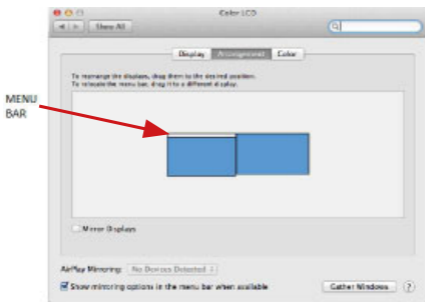 Color LCD
Show All
Display Arrangement Color
To rearrange the displays, drag them to the desired position.
To relocate the menu bar, drag it to a different display.
MENU
BAR
Mirror Displays
AirPlay Mirroring: No Devices Detected
Show mirroring options in the menu bar when available
Gather Windows ?